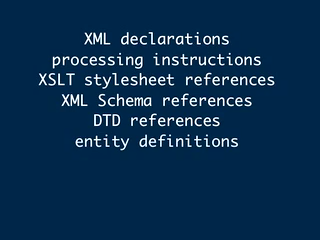 XML declarations
processing instructions
XSLT stylesheet references
XML Schema references
DTD references
entity definitions